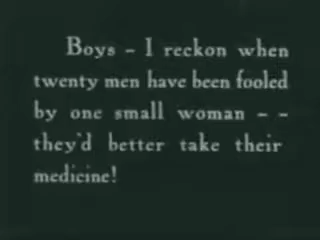 Boys - I reckon when
twenty men have been fooled
by one small woman - -
they'd better take their
medicine!